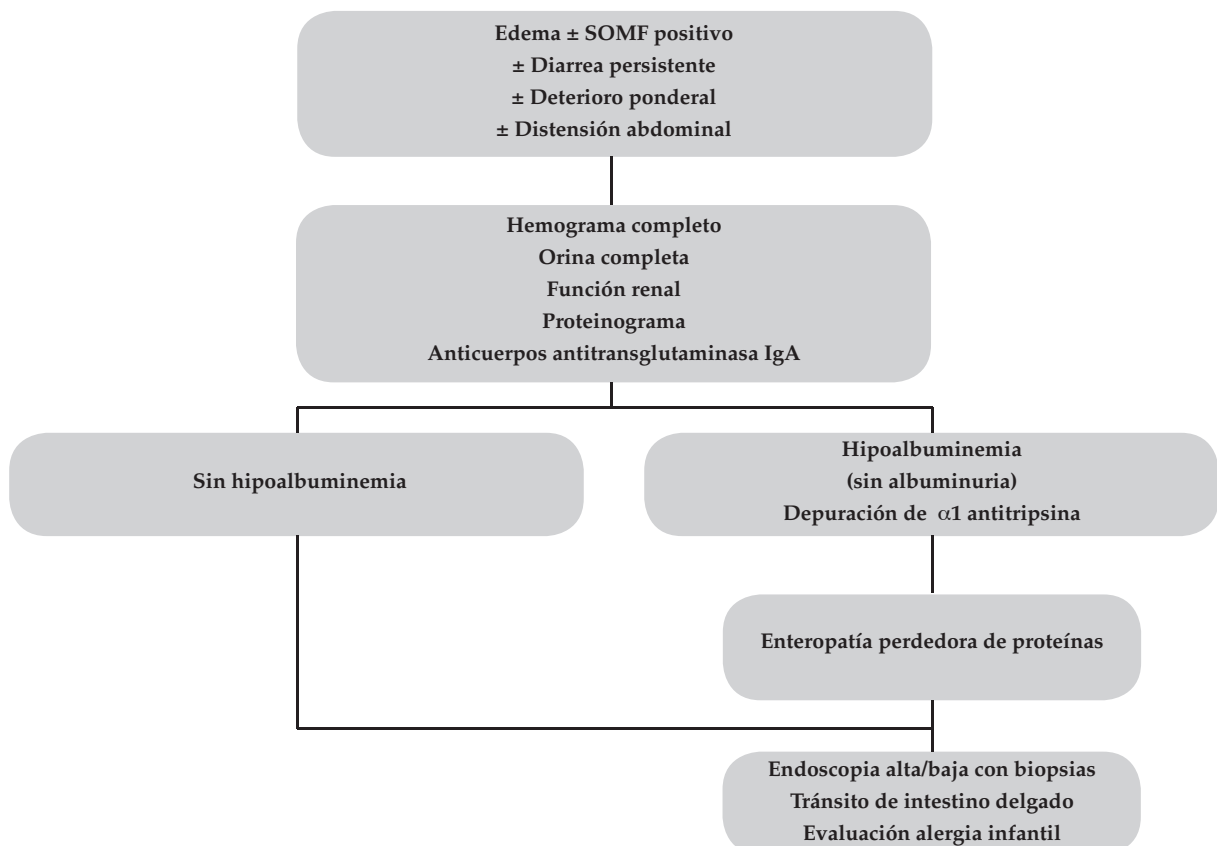 Edema ± SOMF positivo
± Diarrea persistente
± Deterioro ponderal
± Distensión abdominal
Hemograma completo
Orina completa
Función renal
Proteinograma
Anticuerpos antitransglutaminasa IgA
Sin hipoalbuminemia
Hipoalbuminemia
(sin albuminuria)
Depuración de α1 antitripsina
Enteropatía perdedora de proteínas
Endoscopia alta/baja con biopsias
Tránsito de intestino delgado
Evaluación alergia infantil